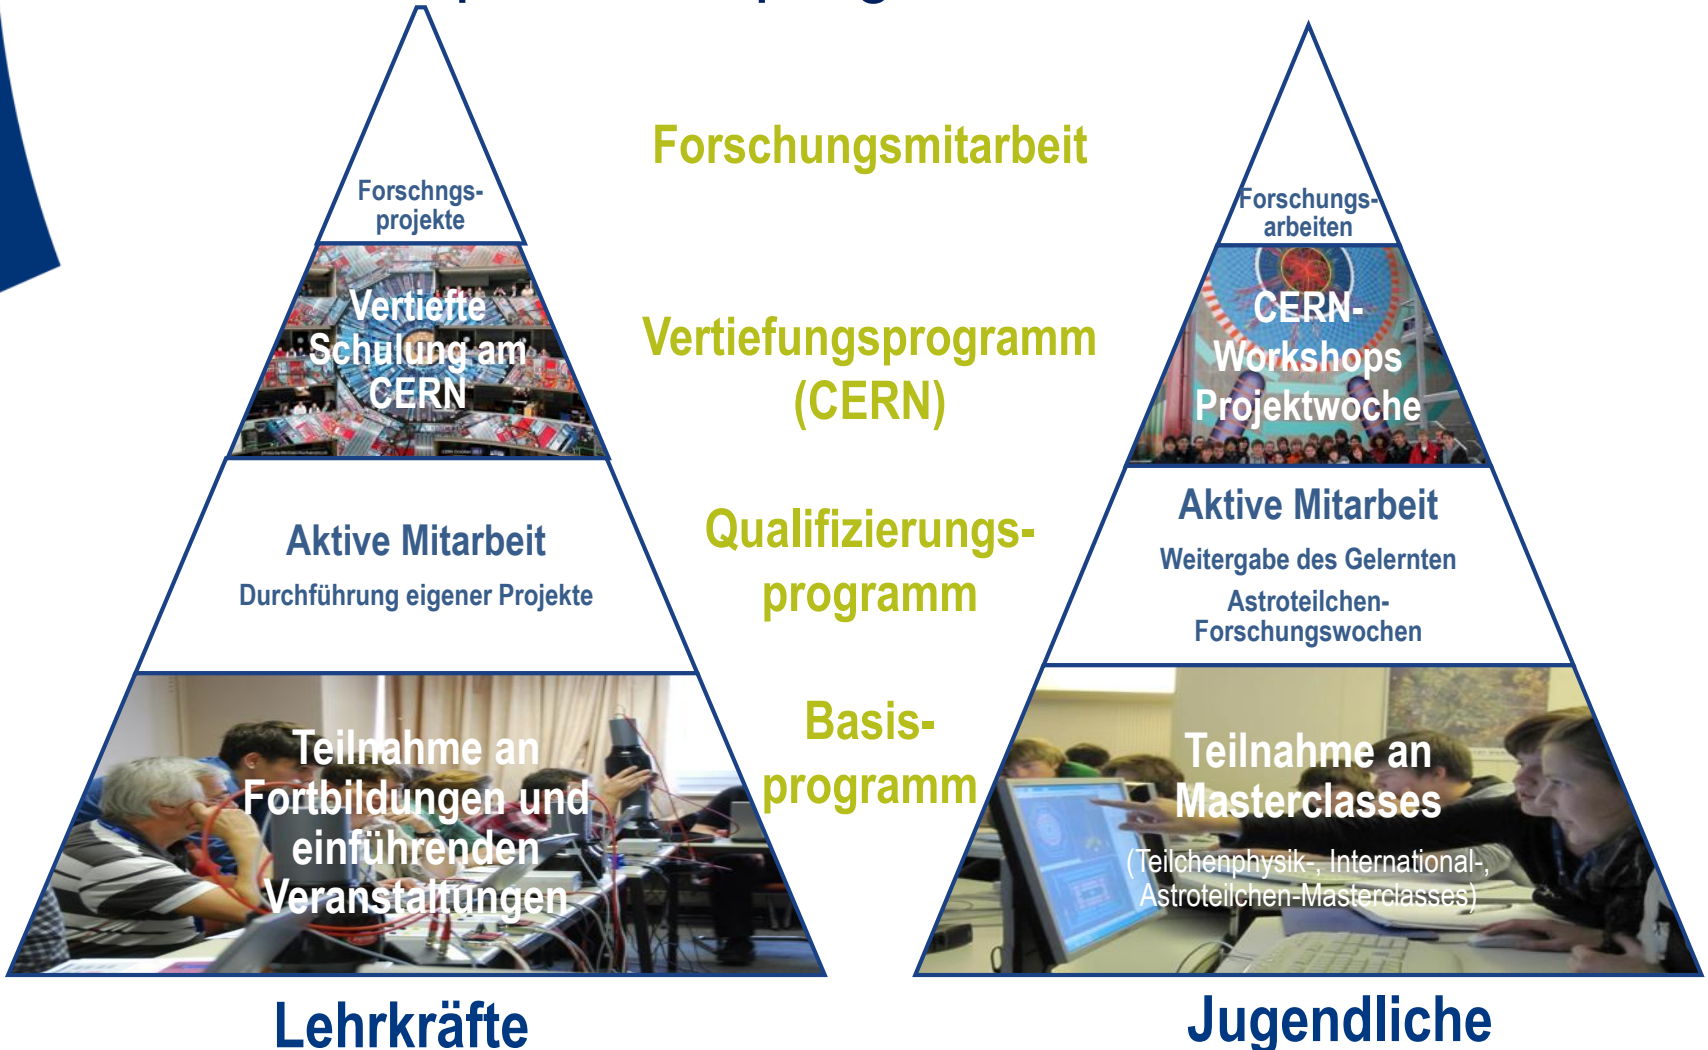 Forschngs-
projekte
Vertiefte
Schulung am
CERN
Aktive Mitarbeit
Durchführung eigener Projekte
Teilnahme an
Fortbildungen und
einführenden
Veranstaltungen
Lehrkräfte
Forschungsmitarbeit
Vertiefungsprogramm
(CERN)
Qualifizierungs-
programm
Basis-
programm
Forschungs-
arbeiten
CERN-
Workshops
Projektwoche
Aktive Mitarbeit
Weitergabe des Gelernten
Astroteilchen-
Forschungswochen
Teilnahme an
Masterclasses
(Teilchenphysik-, International-,
Astroteilchen-Masterclasses)
Jugendliche